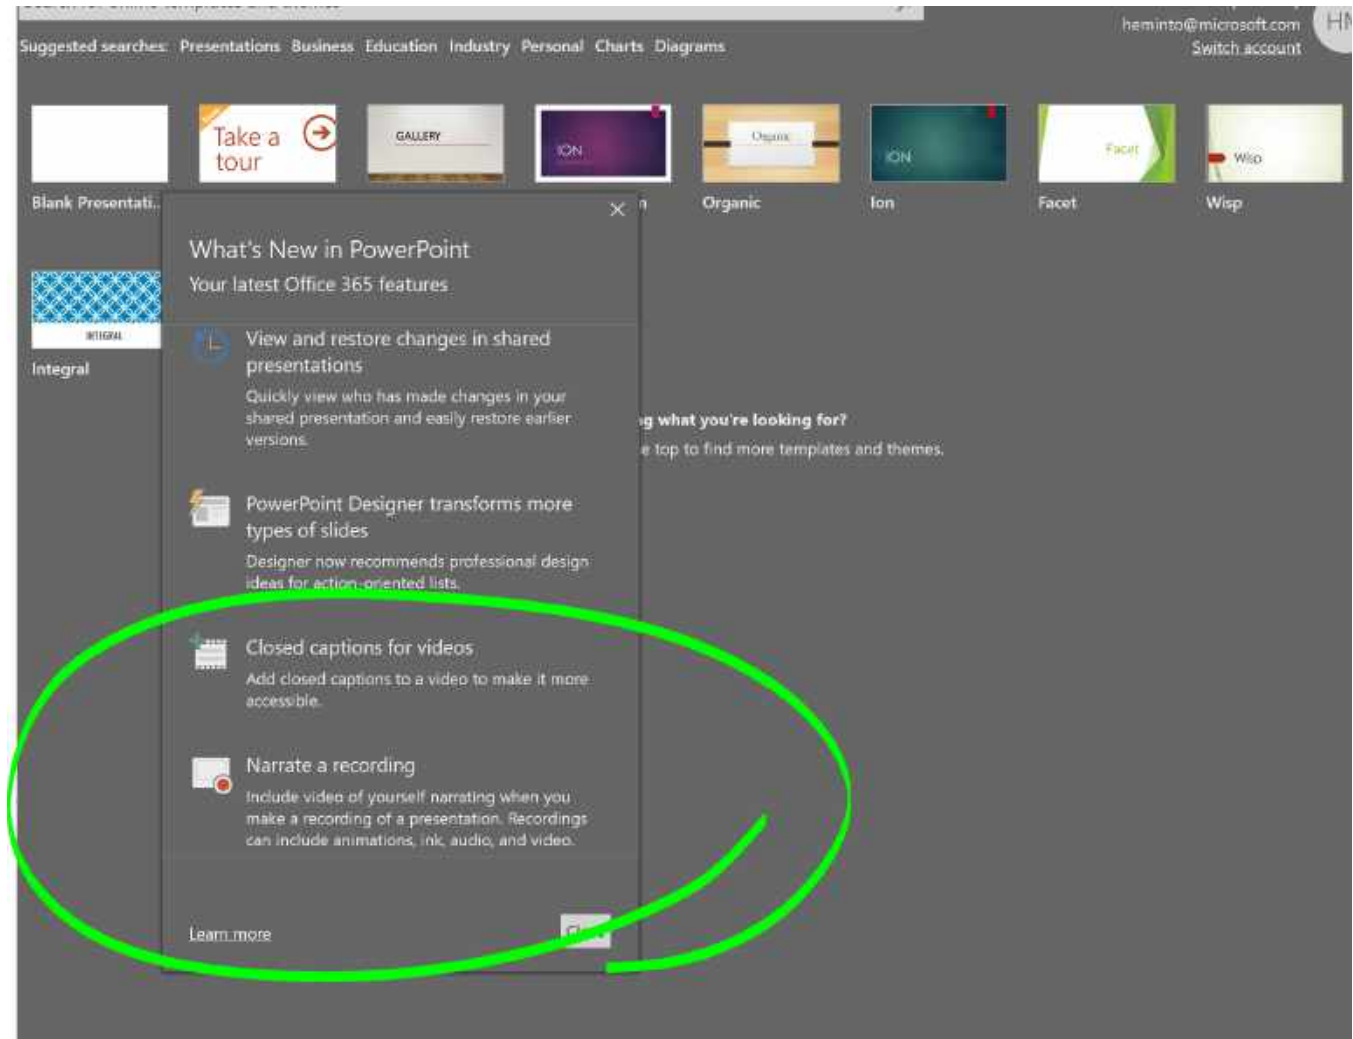 Suggested searches: Presentations Business Education Industry Personal Charts Diagrams
heminto@microsoft.com
Switch account
HM
Take a
tour
GALLERY
ION
Organic
ION
Facet
Wisp
Blank Presentati...
Organic
Ion
Facet
Wisp
What's New in PowerPoint
Your latest Office 365 features
INTEGRAL
Integral
View and restore changes in shared
presentations
Quickly view who has made changes in your
shared presentation and easily restore earlier
versions.
what you're looking for?
top to find more templates and themes.
PowerPoint Designer transforms more
types of slides
Designer now recommends professional design
ideas for action-oriented lists.
Closed captions for videos
Add closed captions to a video to make it more
accessible.
Narrate a recording
Include video of yourself narrating when you
make a recording of a presentation. Recordings
can include animations, ink, audio, and video.
Learn more